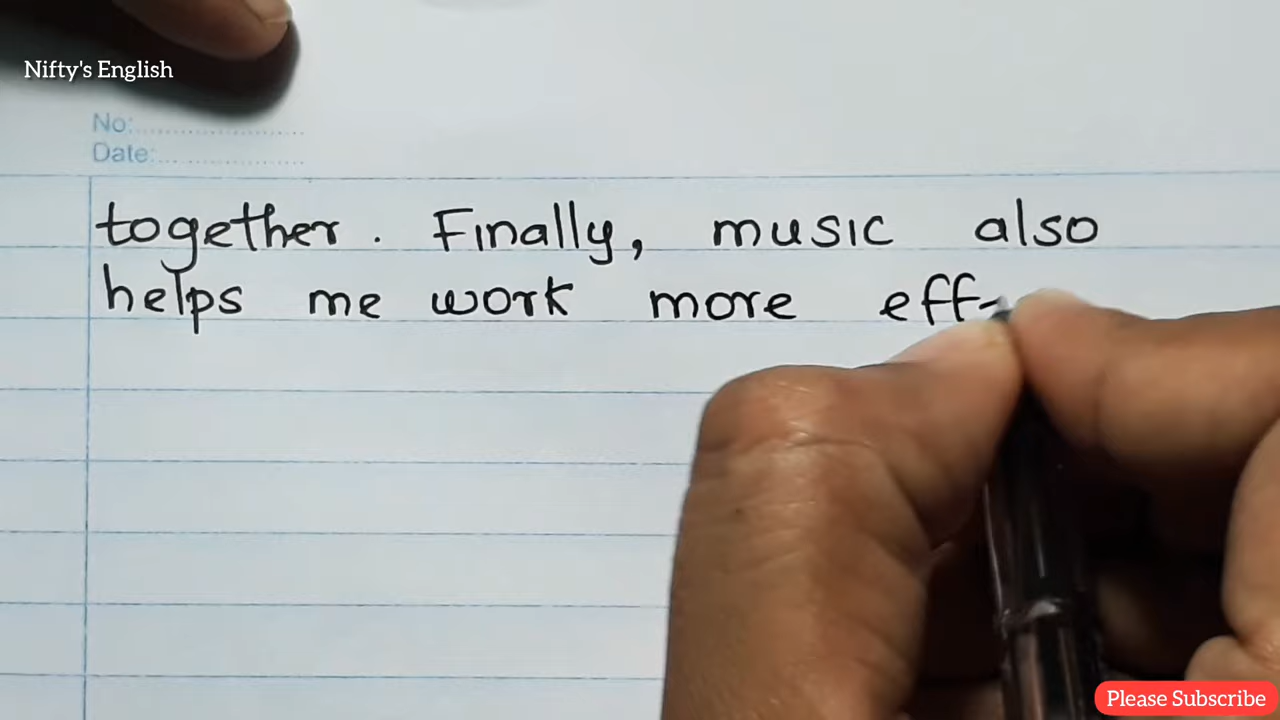 Nifty's English
No:
Date:
together. Finally, music also
helps me work more eff
Please Subscribe